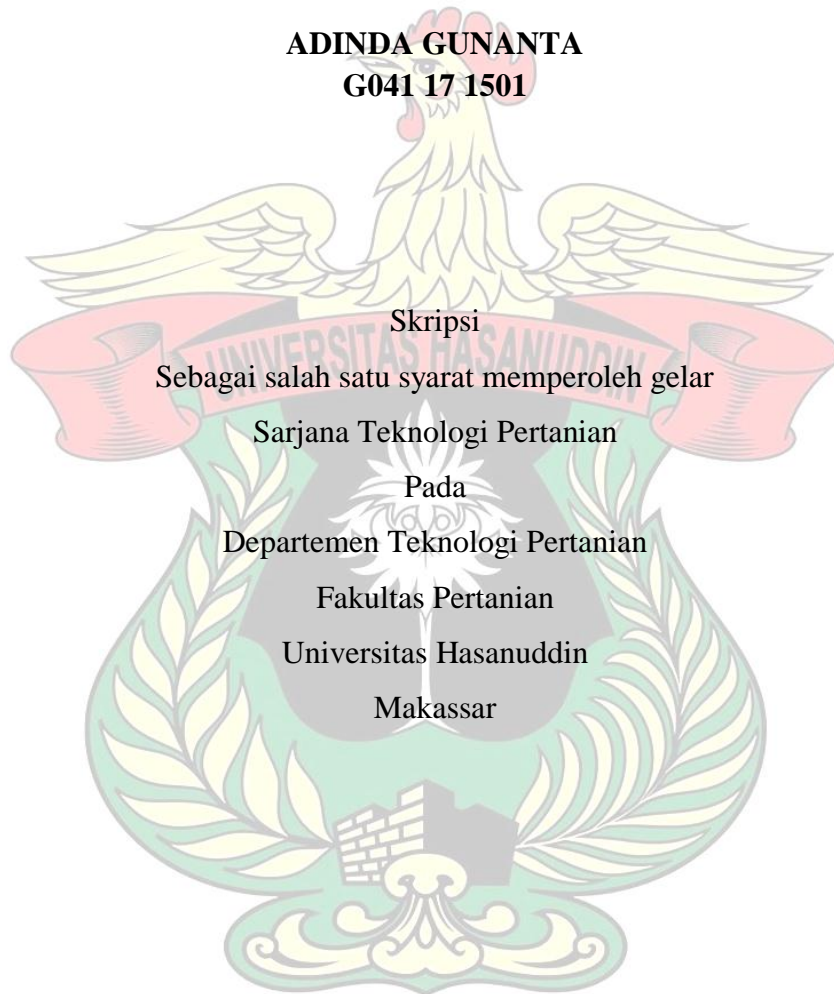 ADINDA GUNANTA
G041 17 1501
Skripsi
UNIVERSITAS HASANUDDIN
Sebagai salah satu syarat memperoleh gelar
Sarjana Teknologi Pertanian
Pada
Departemen Teknologi Pertanian
Fakultas Pertanian
Universitas Hasanuddin
Makassar